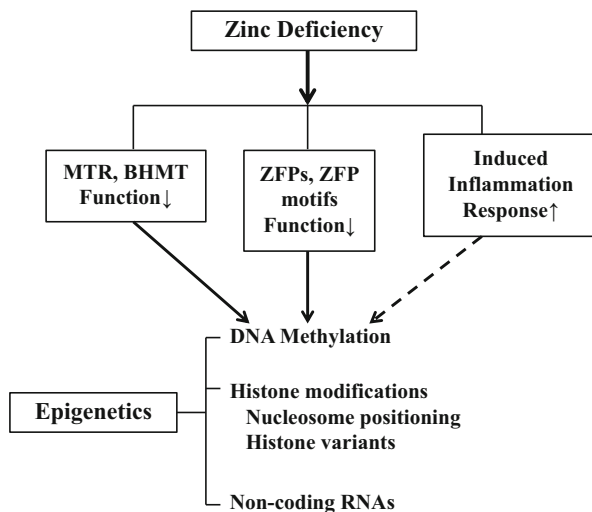 Zinc Deficiency
MTR, BHMT
Function↓
ZFPs, ZFP
motifs
Function↓
Induced
Inflammation
Response↑
DNA Methylation
Epigenetics
Histone modifications
Nucleosome positioning
Histone variants
Non-coding RNAs